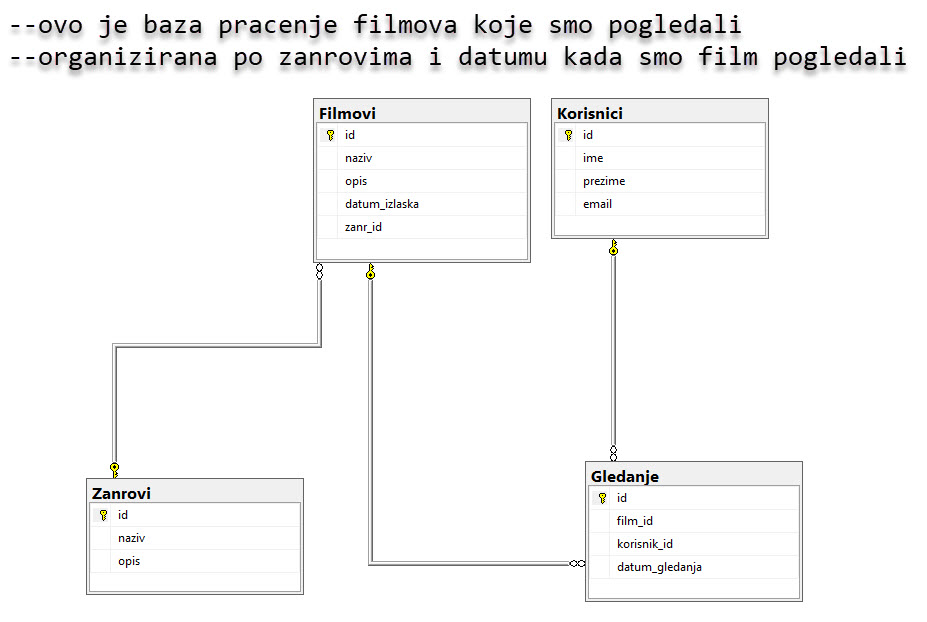 --ovo je baza pracenje filmova koje smo pogledali
--organizirana po zanrovima i datumu kada smo film pogledali
Filmovi
id
naziv
opis
datum_izlaska
zanr_id
Korisnici
id
ime
prezime
email
Zanrovi
id
naziv
opis
Gledanje
id
film_id
korisnik_id
datum_gledanja